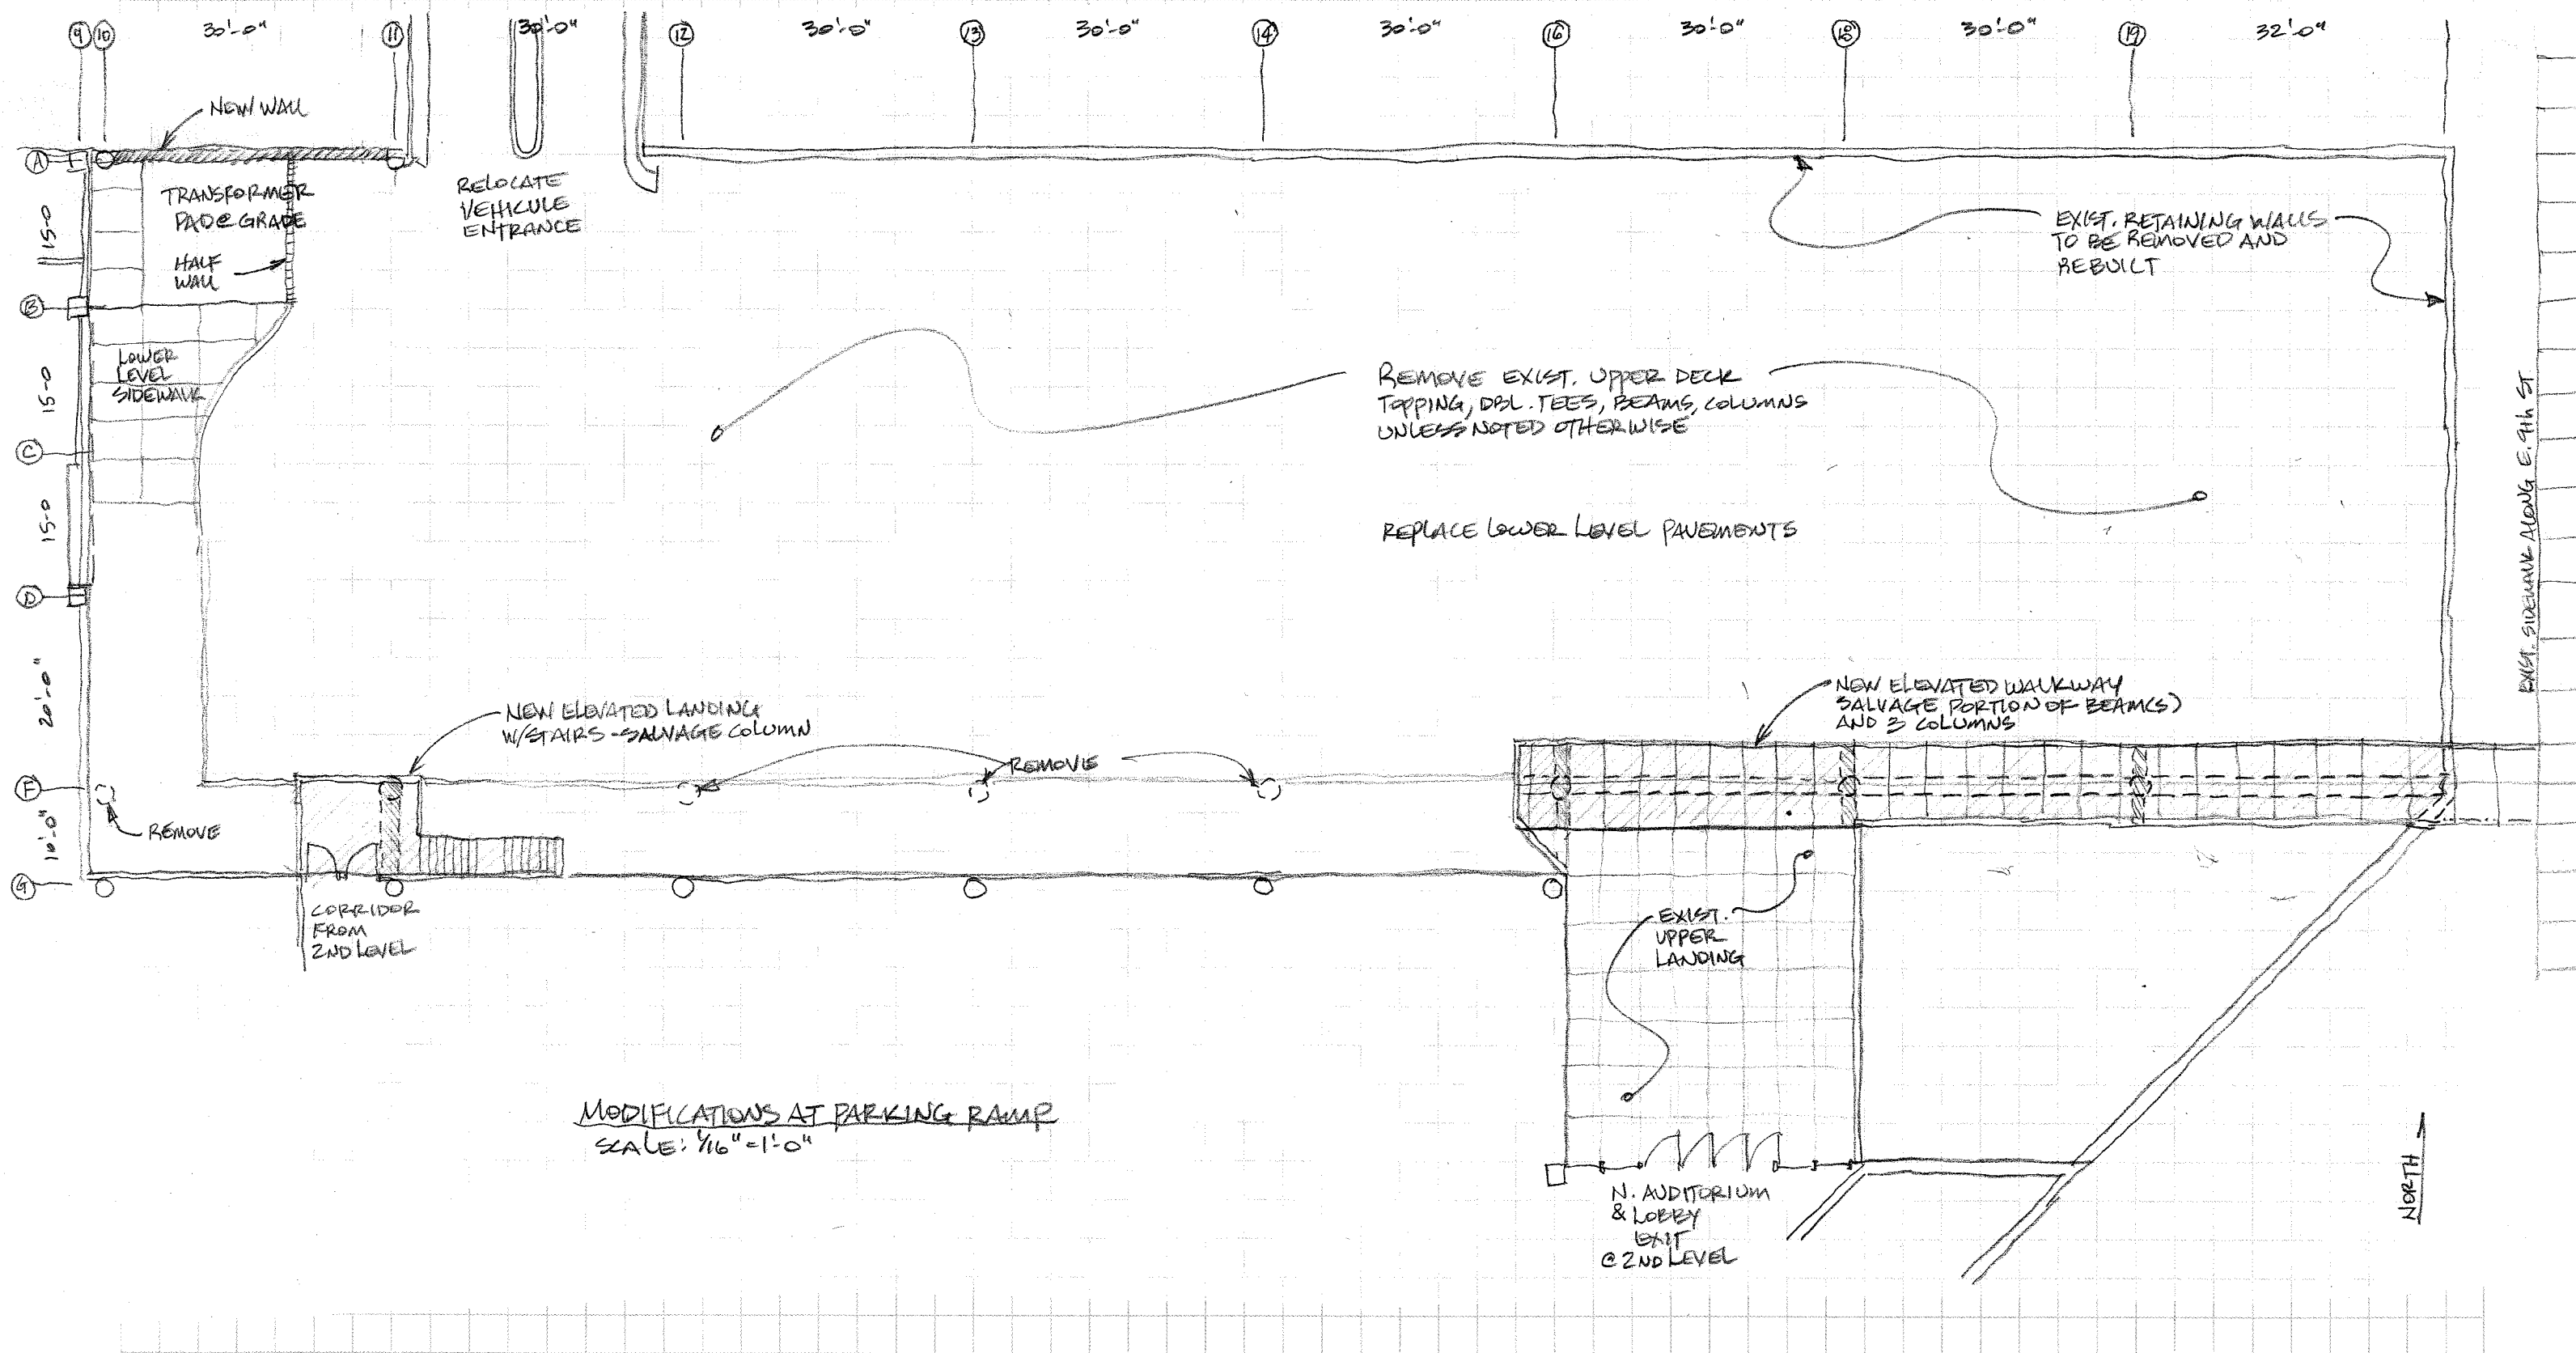 9 10 30'-0" 11 30'-0" 12 30'-0" 13 30'-0" 14 30'-0" 16 30'-0" 18 30'-0" 19 32'-0"
NEW WALL
A
TRANSFORMER
PAD @ GRADE
HALF
WALL
15-0
B
RELOCATE
VEHICULE
ENTRANCE
EXIST. RETAINING WALLS
TO BE REMOVED AND
REBUILT
LOWER
LEVEL
SIDEWALK
15-0
C
REMOVE EXIST. UPPER DECK
TOPPING, DBL. TEES, BEAMS, COLUMNS
UNLESS NOTED OTHERWISE
15-0
REPLACE LOWER LEVEL PAVEMENTS
EXIST. SIDEWALK ALONG E. 9th ST
D
20'-0"
NEW ELEVATED LANDING
W/STAIRS - SALVAGE COLUMN
REMOVE
NEW ELEVATED WALKWAY
SALVAGE PORTION OF BEAM(S)
AND 3 COLUMNS
F
REMOVE
10'-0"
G
CORRIDOR
FROM
2ND LEVEL
EXIST.
UPPER
LANDING
MODIFICATIONS AT PARKING RAMP
SCALE: 1/16" = 1'-0"
N. AUDITORIUM
& LOBBY
EXIT
@ 2ND LEVEL
NORTH